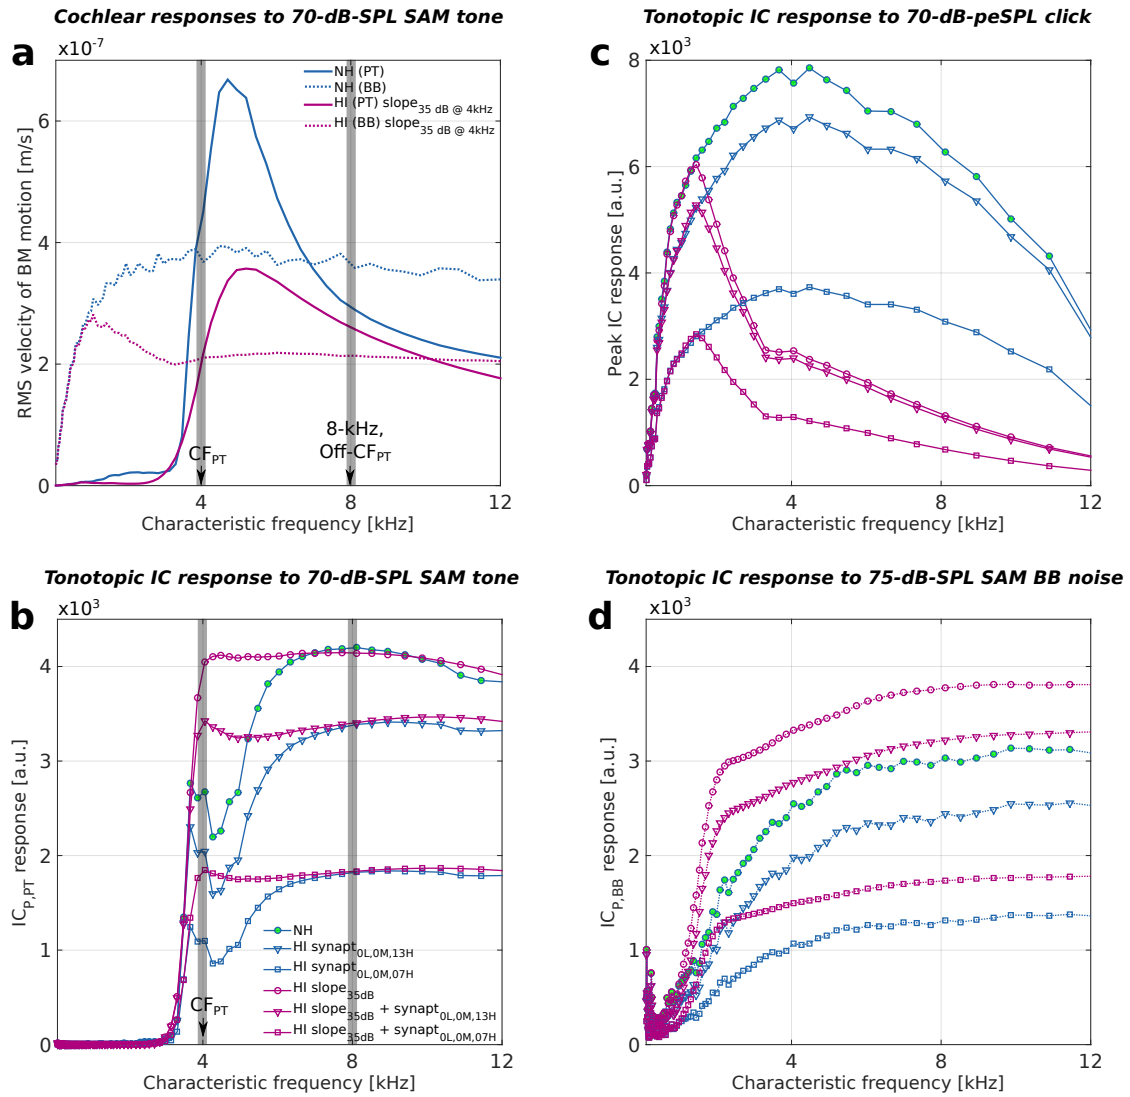 Cochlear responses to 70-dB-SPL SAM tone
a
x10-7
NH (PT)
NH (BB)
HI (PT) slope35 dB @ 4kHz
HI (BB) slope35 dB @ 4kHz
RMS velocity of BM motion [m/s]
8
6
4
2
0
CFPT
8-kHz,
Off-CFPT
4
8
12
Characteristic frequency [kHz]
Tonotopic IC response to 70-dB-peSPL click
c
x103
Peak IC response [a.u.]
8
6
4
2
0
4
8
12
Characteristic frequency [kHz]
Tonotopic IC response to 70-dB-SPL SAM tone
b
x103
ICP,PT response [a.u.]
4
3
2
1
0
CFPT
NH
HI synapt0L,0M,13H
HI synapt0L,0M,07H
HI slope35dB
HI slope35dB + synapt0L,0M,13H
HI slope35dB + synapt0L,0M,07H
4
8
12
Characteristic frequency [kHz]
Tonotopic IC response to 75-dB-SPL SAM BB noise
d
x103
ICP,BB response [a.u.]
4
3
2
1
0
4
8
12
Characteristic frequency [kHz]